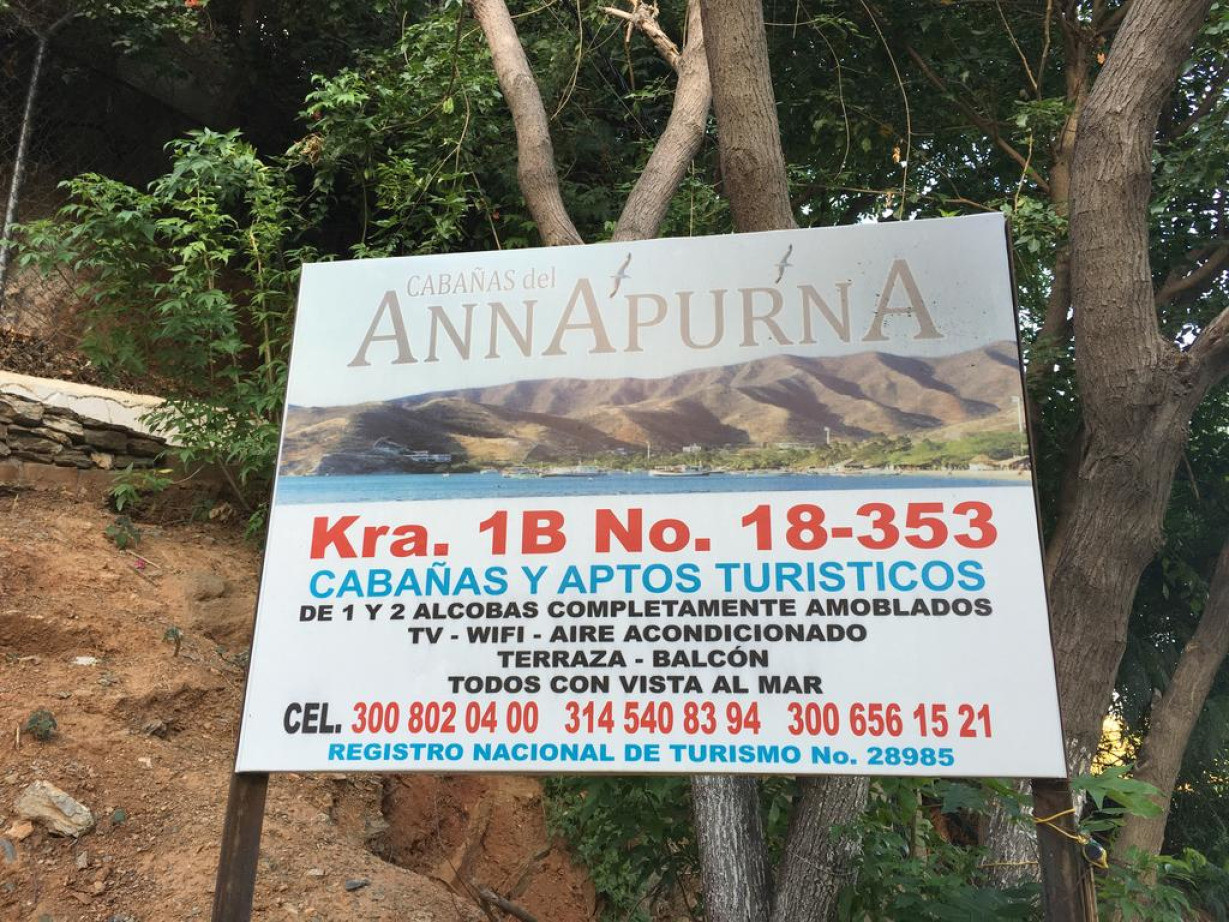 CABAÑAS del
ANNAPURNA
Kra. 1B No. 18-353
CABAÑAS Y APTOS TURISTICOS
DE 1 Y 2 ALCOBAS COMPLETAMENTE AMOBLADOS
TV - WIFI - AIRE ACONDICIONADO
TERRAZA - BALCÓN
TODOS CON VISTA AL MAR
CEL. 300 802 04 00 314 540 83 94 300 656 15 21
REGISTRO NACIONAL DE TURISMO No. 28985